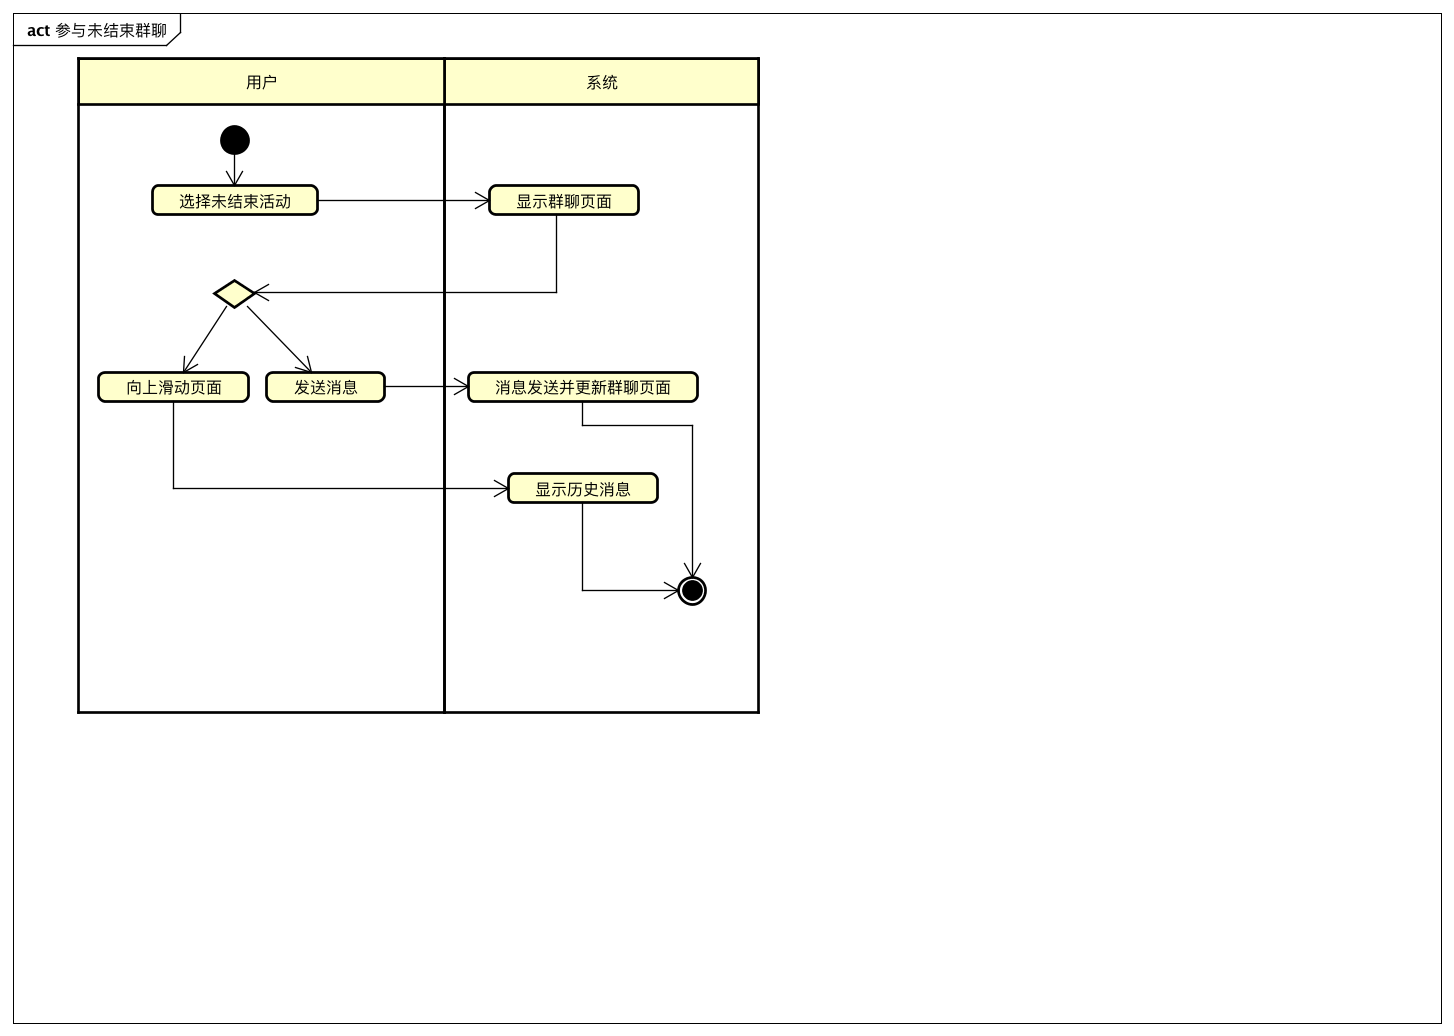 act 参与未结束群聊
用户
系统
选择未结束活动
显示群聊页面
向上滑动页面
发送消息
消息发送并更新群聊页面
显示历史消息